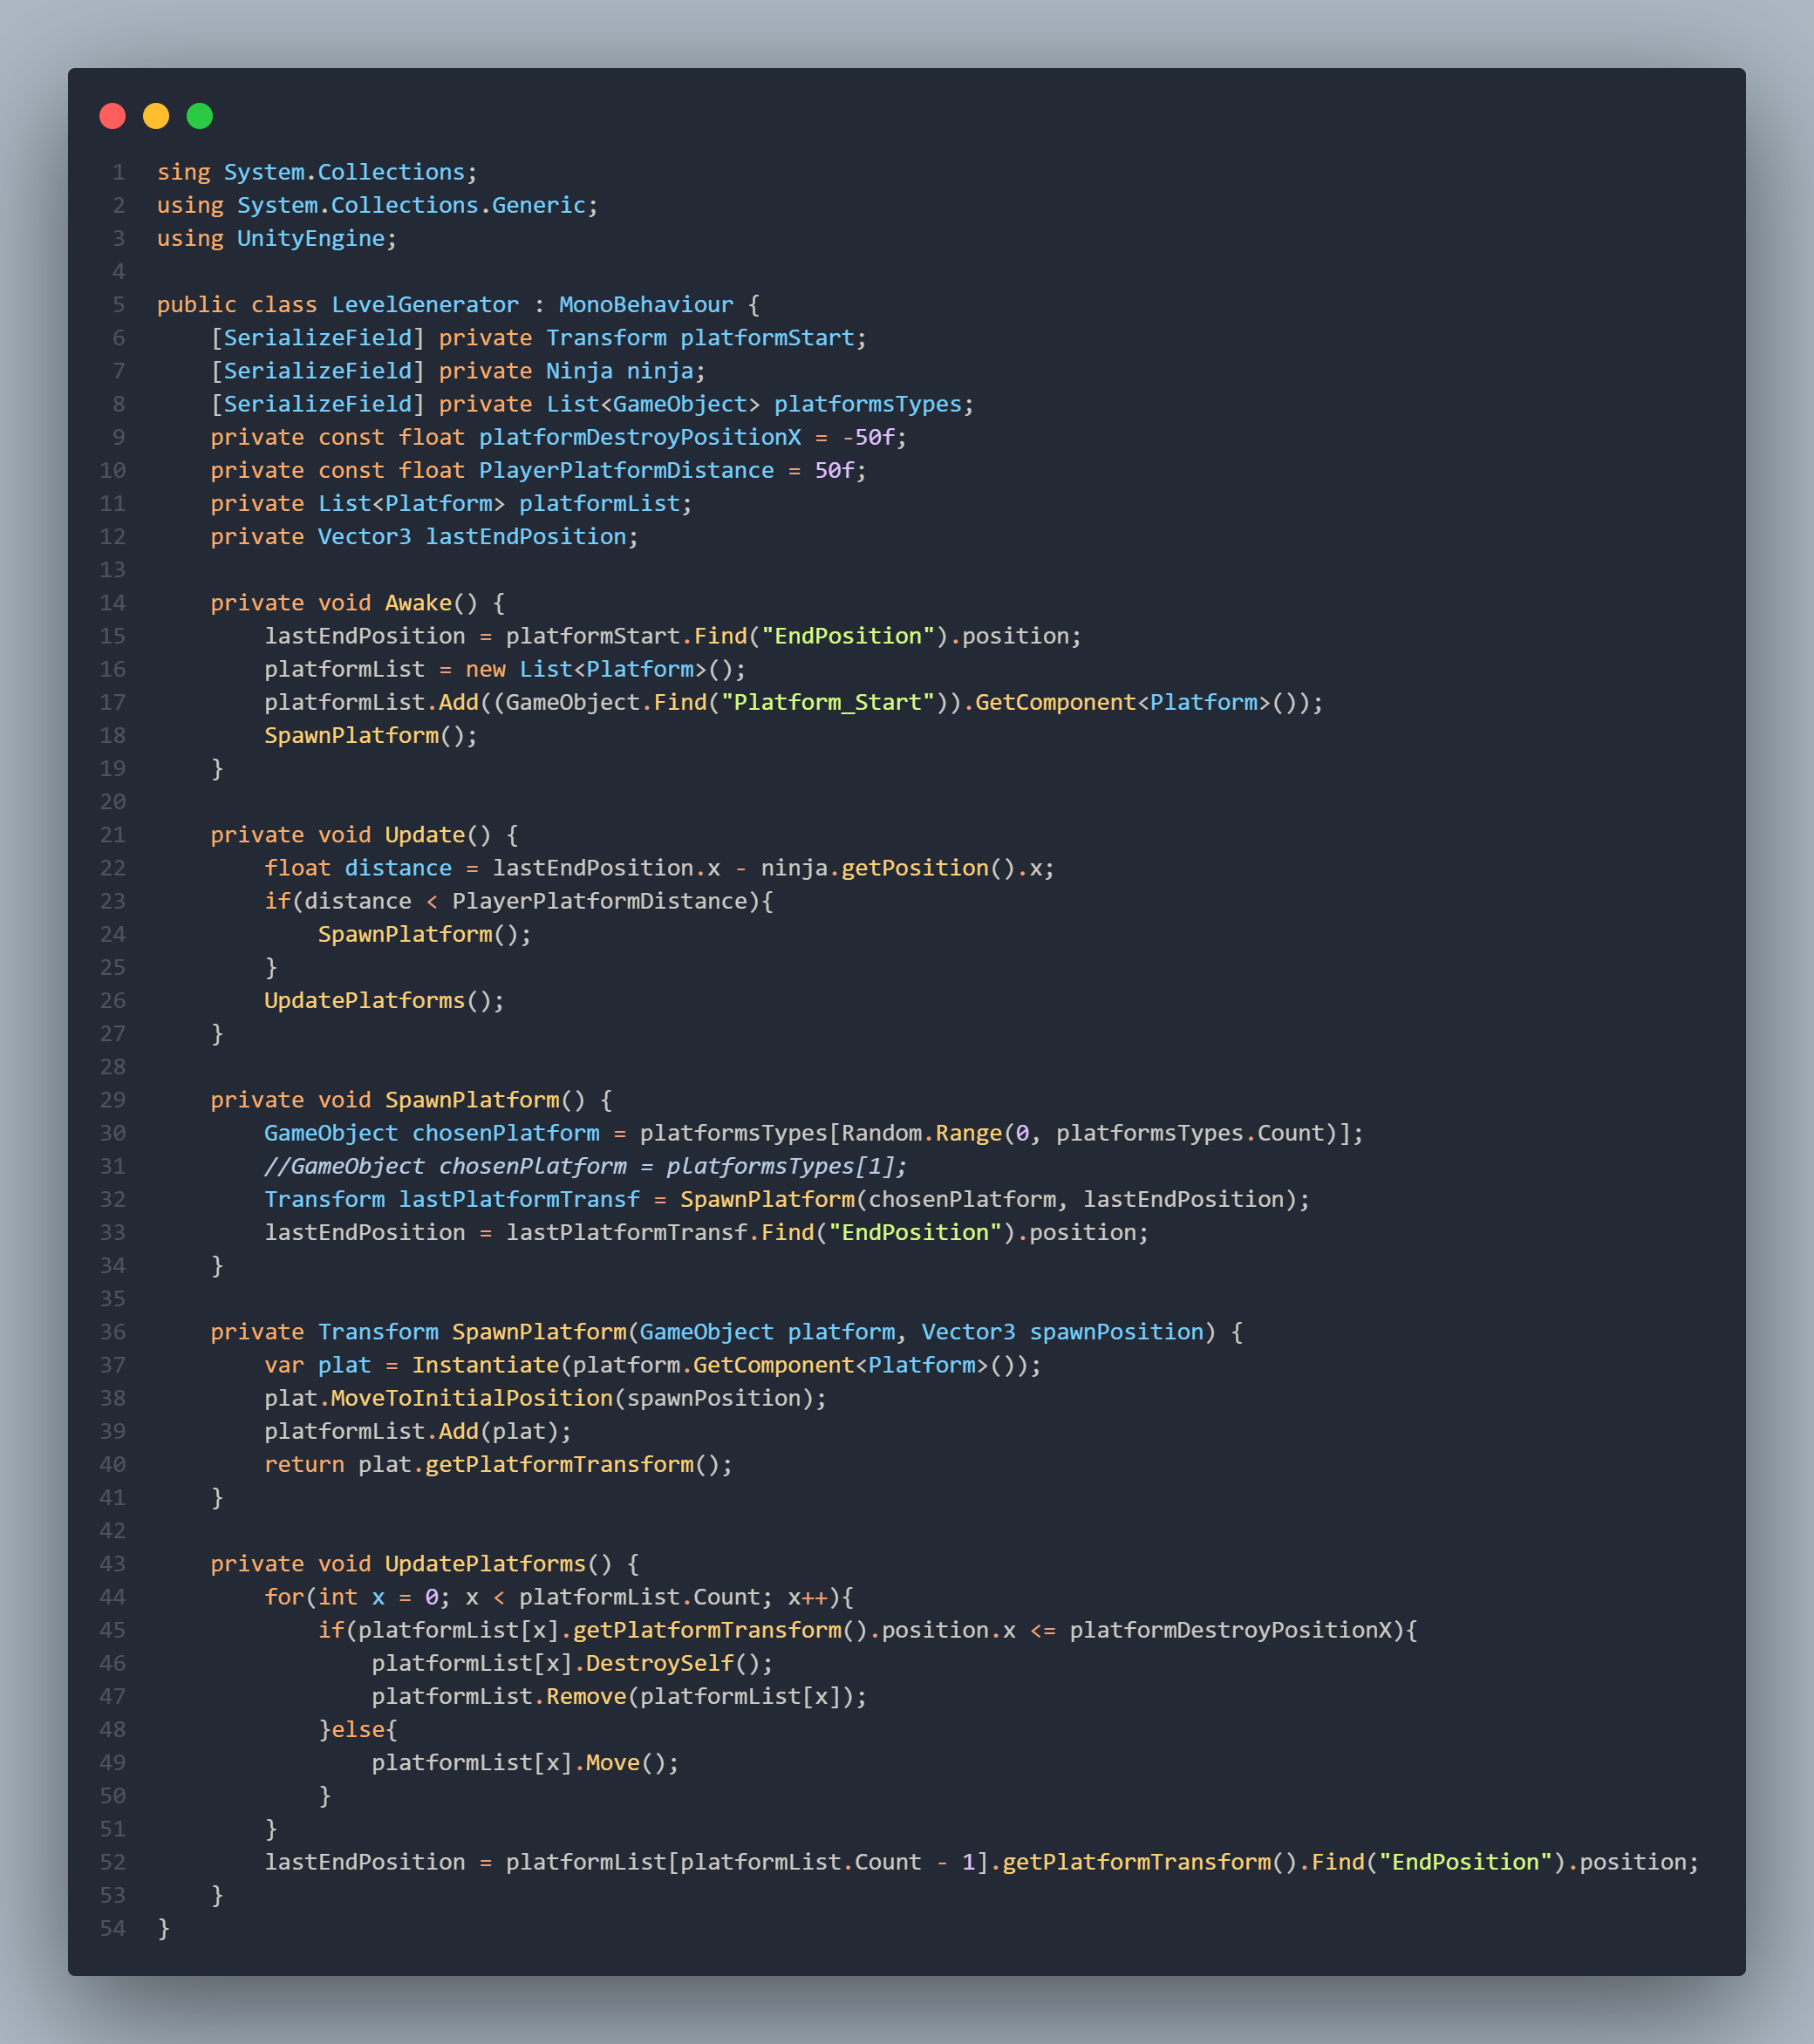 1 sing System.Collections;
2 using System.Collections.Generic;
3 using UnityEngine;
4
5 public class LevelGenerator : MonoBehaviour {
6     [SerializeField] private Transform platformStart;
7     [SerializeField] private Ninja ninja;
8     [SerializeField] private List<GameObject> platformsTypes;
9     private const float platformDestroyPositionX = -50f;
10     private const float PlayerPlatformDistance = 50f;
11     private List<Platform> platformList;
12     private Vector3 lastEndPosition;
13
14     private void Awake() {
15         lastEndPosition = platformStart.Find("EndPosition").position;
16         platformList = new List<Platform>();
17         platformList.Add((GameObject.Find("Platform_Start")).GetComponent<Platform>());
18         SpawnPlatform();
19     }
20
21     private void Update() {
22         float distance = lastEndPosition.x - ninja.getPosition().x;
23         if(distance < PlayerPlatformDistance){
24             SpawnPlatform();
25         }
26         UpdatePlatforms();
27     }
28
29     private void SpawnPlatform() {
30         GameObject chosenPlatform = platformsTypes[Random.Range(0, platformsTypes.Count)];
31         //GameObject chosenPlatform = platformsTypes[1];
32         Transform lastPlatformTransf = SpawnPlatform(chosenPlatform, lastEndPosition);
33         lastEndPosition = lastPlatformTransf.Find("EndPosition").position;
34     }
35
36     private Transform SpawnPlatform(GameObject platform, Vector3 spawnPosition) {
37         var plat = Instantiate(platform.GetComponent<Platform>());
38         plat.MoveToInitialPosition(spawnPosition);
39         platformList.Add(plat);
40         return plat.getPlatformTransform();
41     }
42
43     private void UpdatePlatforms() {
44         for(int x = 0; x < platformList.Count; x++){
45             if(platformList[x].getPlatformTransform().position.x <= platformDestroyPositionX){
46                 platformList[x].DestroySelf();
47                 platformList.Remove(platformList[x]);
48             }else{
49                 platformList[x].Move();
50             }
51         }
52         lastEndPosition = platformList[platformList.Count - 1].getPlatformTransform().Find("EndPosition").position;
53     }
54 }